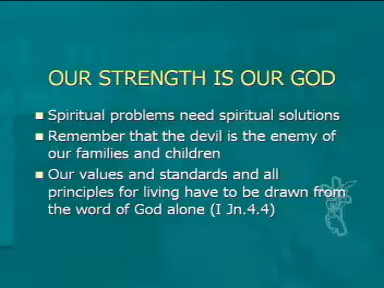 OUR STRENGTH IS OUR GOD
Spiritual problems need spiritual solutions
Remember that the devil is the enemy of
our families and children
Our values and standards and all
principles for living have to be drawn from
the word of God alone (I Jn.4.4)